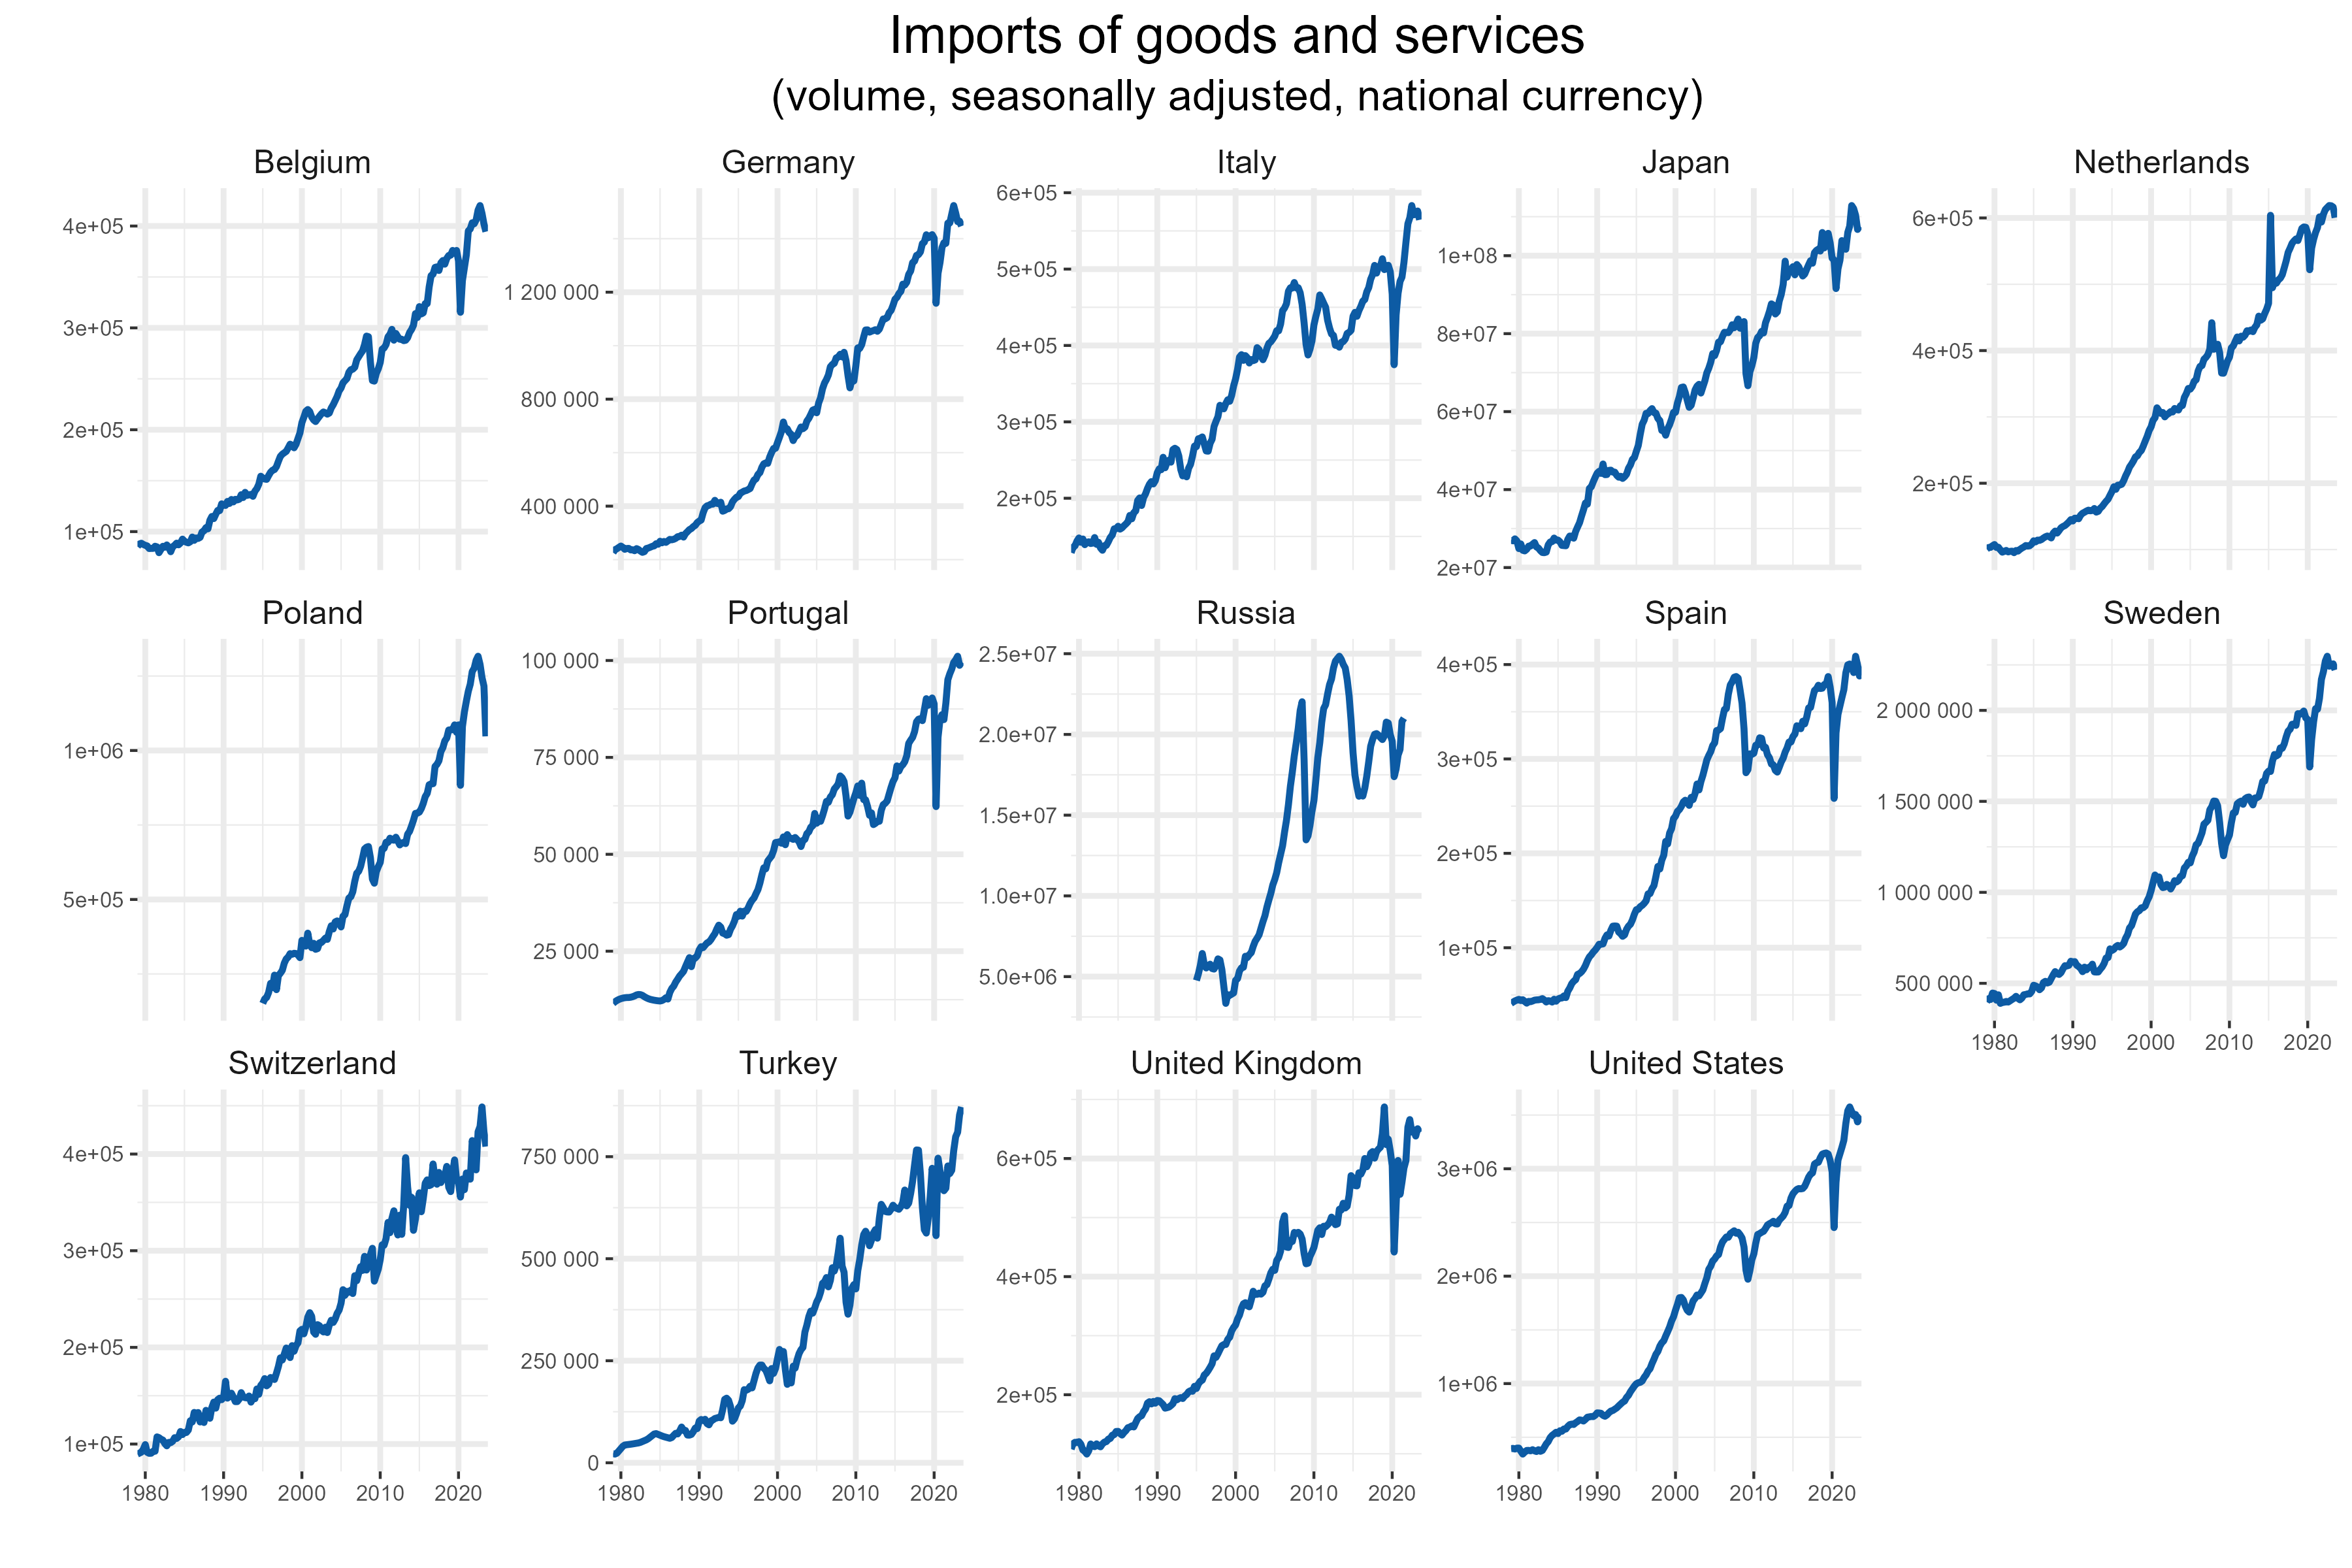 Imports of goods and services
(volume, seasonally adjusted, national currency)
Belgium
Germany
Italy
Japan
Netherlands
4e+05
3e+05
2e+05
1e+05
1 200 000
800 000
400 000
6e+05
5e+05
4e+05
3e+05
2e+05
1e+08
8e+07
6e+07
4e+07
2e+07
6e+05
4e+05
2e+05
Poland
Portugal
Russia
Spain
Sweden
1e+06
5e+05
100 000
75 000
50 000
25 000
2.5e+07
2.0e+07
1.5e+07
1.0e+07
5.0e+06
4e+05
3e+05
2e+05
1e+05
2 000 000
1 500 000
1 000 000
500 000
1980 1990 2000 2010 2020
Switzerland
Turkey
United Kingdom
United States
4e+05
3e+05
2e+05
1e+05
750 000
500 000
250 000
0
6e+05
4e+05
2e+05
3e+06
2e+06
1e+06
1980 1990 2000 2010 2020
1980 1990 2000 2010 2020
1980 1990 2000 2010 2020
1980 1990 2000 2010 2020